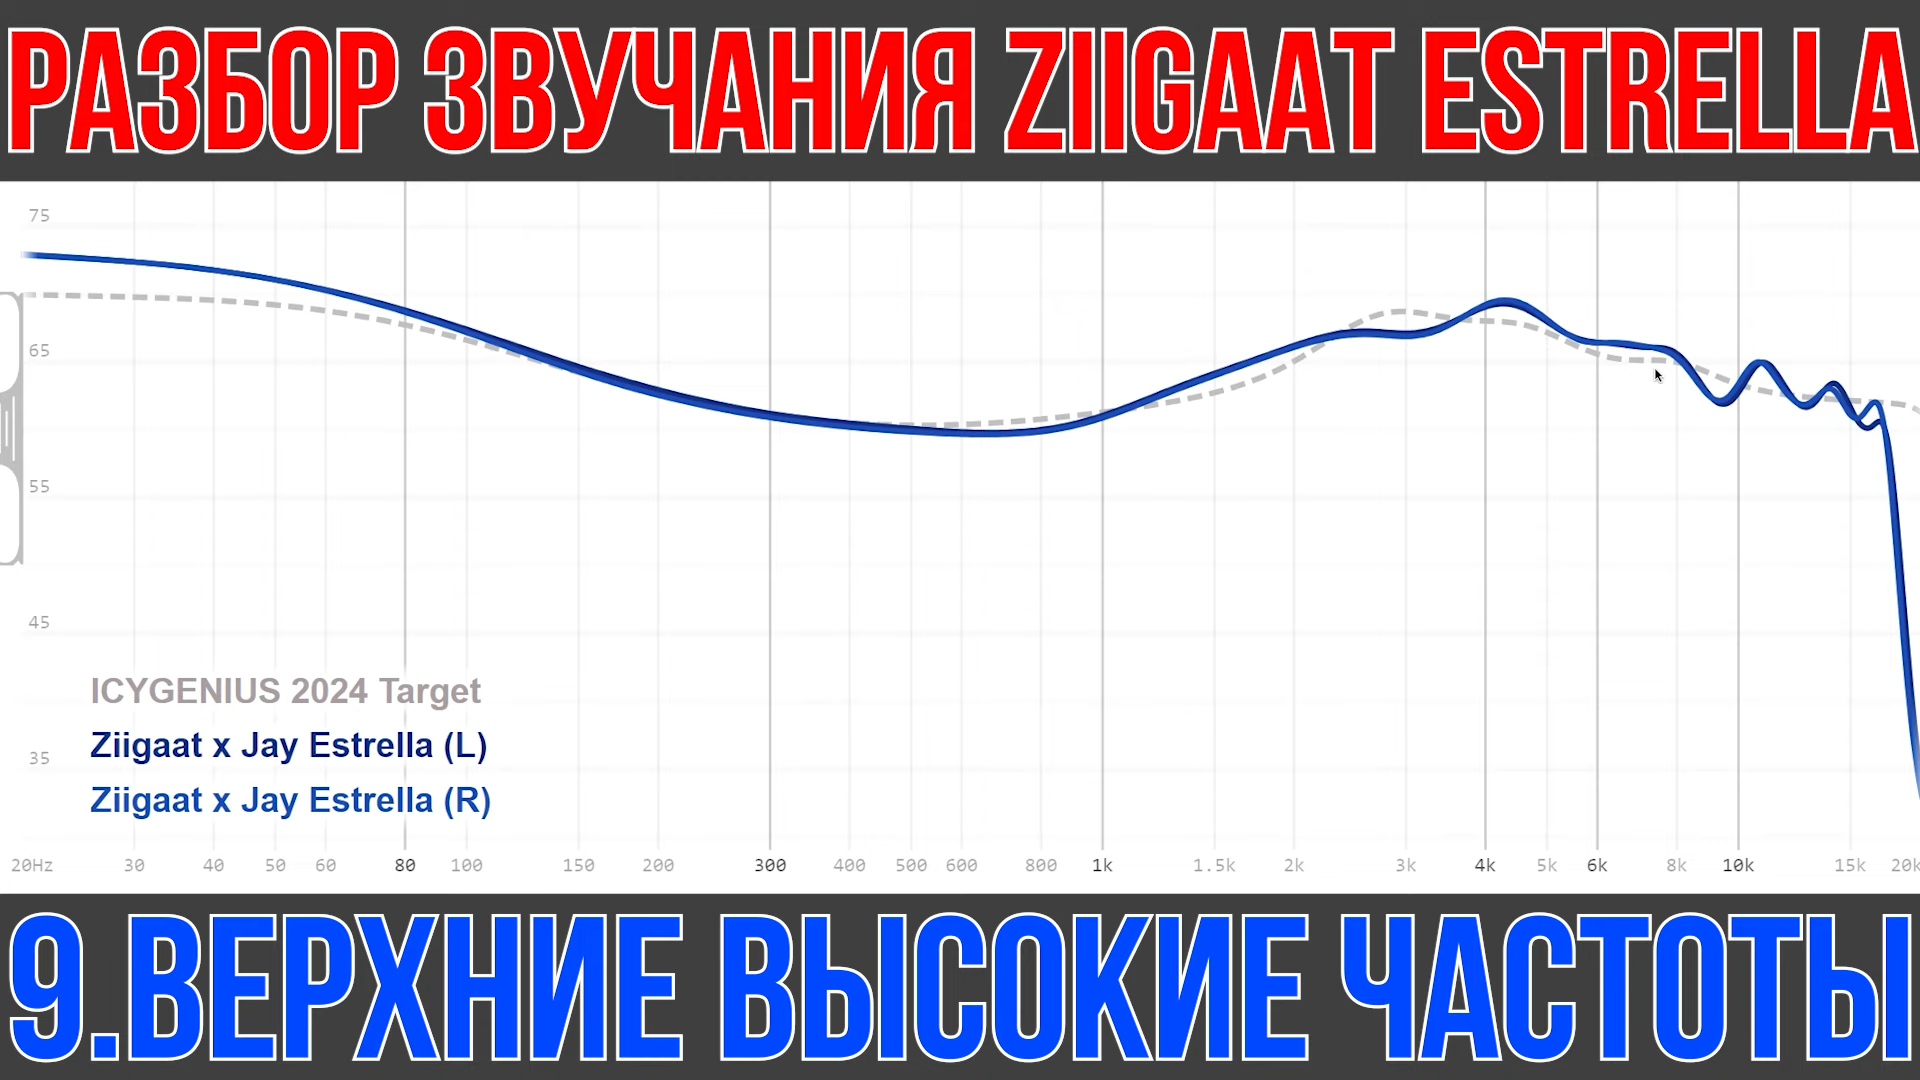 РАЗБОР ЗВУЧАНИЯ ZIIGAAT ESTRELLA
75
65
55
45
35
ICYGENIUS 2024 Target
Ziigaat x Jay Estrella (L)
Ziigaat x Jay Estrella (R)
20Hz 30 40 50 60 80 100 150 200 300 400 500 600 800 1k 1.5k 2k 3k 4k 5k 6k 8k 10k 15k 20k
9.ВЕРХНИЕ ВЫСОКИЕ ЧАСТОТЫ